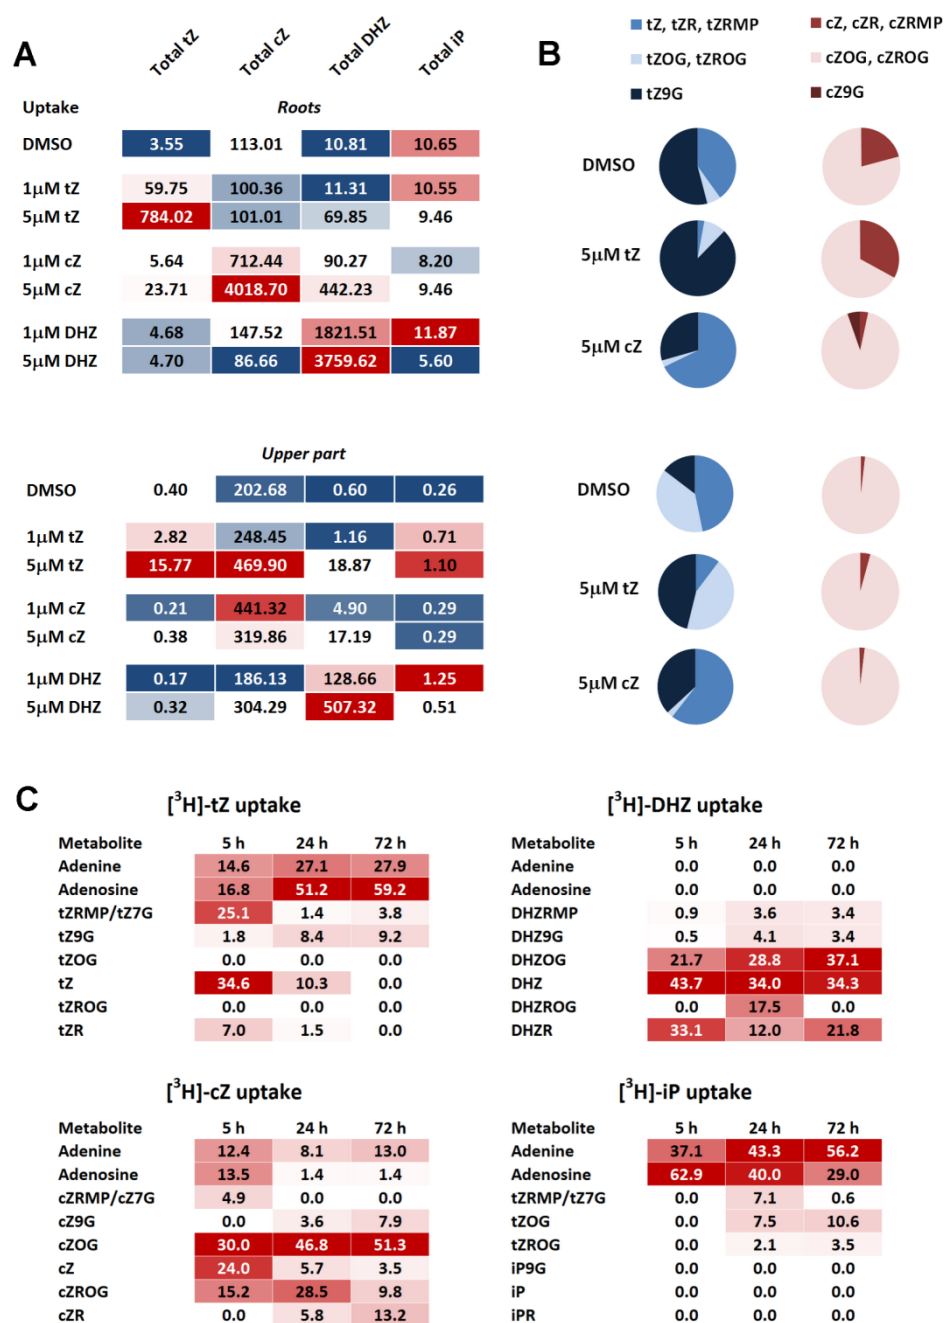 A
Total tZ Total cZ Total DHZ Total iP
Uptake Roots
DMSO 3.55 113.01 10.81 10.65
1µM tZ 59.75 100.36 11.31 10.55
5µM tZ 784.02 101.01 69.85 9.46
1µM cZ 5.64 712.44 90.27 8.20
5µM cZ 23.71 4018.70 442.23 9.46
1µM DHZ 4.68 147.52 1821.51 11.87
5µM DHZ 4.70 86.66 3759.62 5.60
Upper part
DMSO 0.40 202.68 0.60 0.26
1µM tZ 2.82 248.45 1.16 0.71
5µM tZ 15.77 469.90 18.87 1.10
1µM cZ 0.21 441.32 4.90 0.29
5µM cZ 0.38 319.86 17.19 0.29
1µM DHZ 0.17 186.13 128.66 1.25
5µM DHZ 0.32 304.29 507.32 0.51
B
tZ, tZR, tZRMP cZ, cZR, cZRMP
tZOG, tZROG cZOG, cZROG
tZ9G cZ9G
DMSO
5µM tZ
5µM cZ
DMSO
5µM tZ
5µM cZ
C
[³H]-tZ uptake
Metabolite 5 h 24 h 72 h
Adenine 14.6 27.1 27.9
Adenosine 16.8 51.2 59.2
tZRMP/tZ7G 25.1 1.4 3.8
tZ9G 1.8 8.4 9.2
tZOG 0.0 0.0 0.0
tZ 34.6 10.3 0.0
tZROG 0.0 0.0 0.0
tZR 7.0 1.5 0.0
[³H]-DHZ uptake
Metabolite 5 h 24 h 72 h
Adenine 0.0 0.0 0.0
Adenosine 0.0 0.0 0.0
DHZRMP 0.9 3.6 3.4
DHZ9G 0.5 4.1 3.4
DHZOG 21.7 28.8 37.1
DHZ 43.7 34.0 34.3
DHZROG 0.0 17.5 0.0
DHZR 33.1 12.0 21.8
[³H]-cZ uptake
Metabolite 5 h 24 h 72 h
Adenine 12.4 8.1 13.0
Adenosine 13.5 1.4 1.4
cZRMP/cZ7G 4.9 0.0 0.0
cZ9G 0.0 3.6 7.9
cZOG 30.0 46.8 51.3
cZ 24.0 5.7 3.5
cZROG 15.2 28.5 9.8
cZR 0.0 5.8 13.2
[³H]-iP uptake
Metabolite 5 h 24 h 72 h
Adenine 37.1 43.3 56.2
Adenosine 62.9 40.0 29.0
tZRMP/tZ7G 0.0 7.1 0.6
tZOG 0.0 7.5 10.6
tZROG 0.0 2.1 3.5
iP9G 0.0 0.0 0.0
iP 0.0 0.0 0.0
iPR 0.0 0.0 0.0